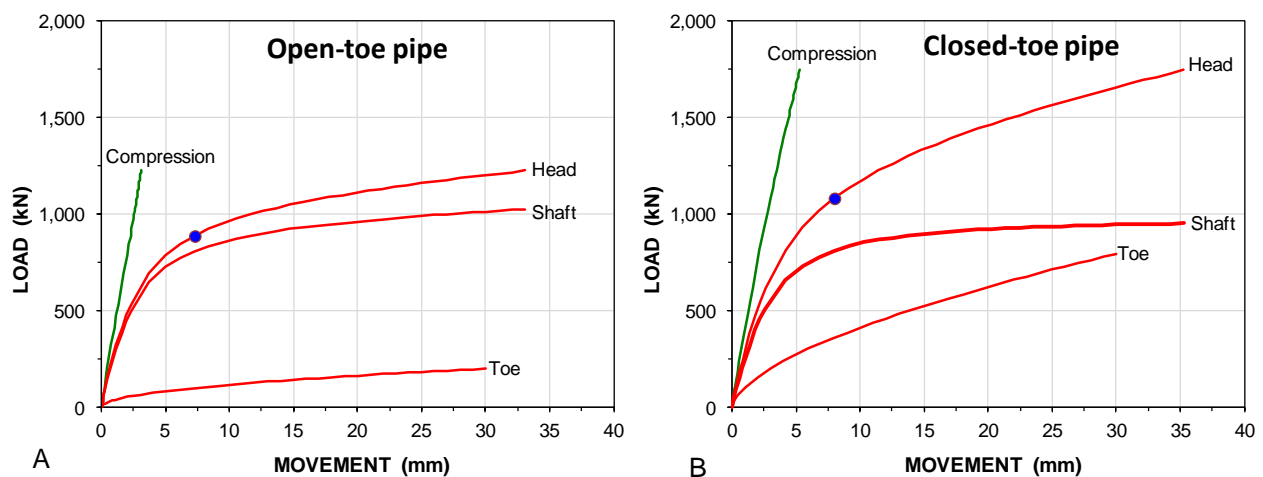 Open-toe pipe
2,000
1,500
1,000
500
0
LOAD (kN)
Compression
Head
Shaft
Toe
0 5 10 15 20 25 30 35 40
MOVEMENT (mm)
A
Closed-toe pipe
2,000
1,500
1,000
500
0
LOAD (kN)
Compression
Head
Shaft
Toe
0 5 10 15 20 25 30 35 40
MOVEMENT (mm)
B